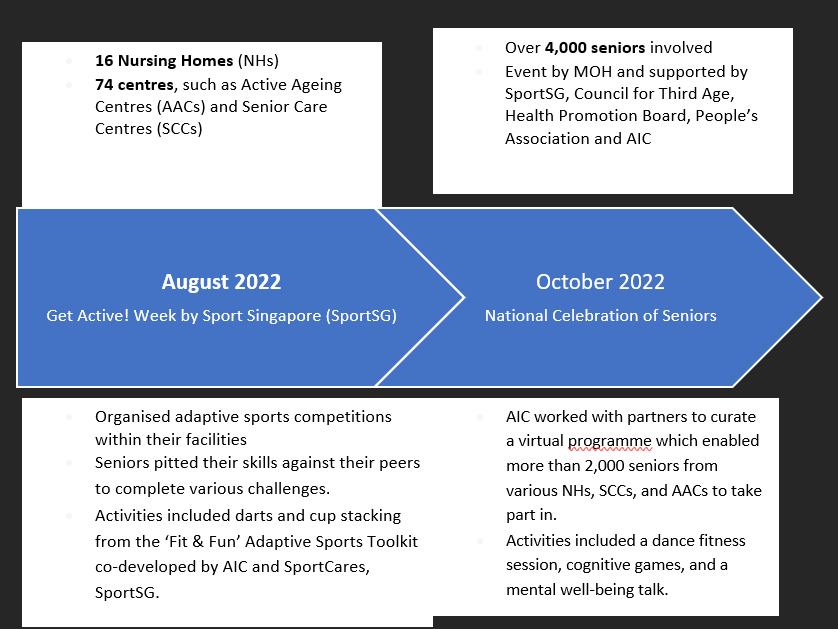 16 Nursing Homes (NHs)
74 centres, such as Active Ageing
Centres (AACs) and Senior Care
Centres (SCCs)
Over 4,000 seniors involved
Event by MOH and supported by
SportSG, Council for Third Age,
Health Promotion Board, People’s
Association and AIC
August 2022
Get Active! Week by Sport Singapore (SportSG)
October 2022
National Celebration of Seniors
Organised adaptive sports competitions
within their facilities
Seniors pitted their skills against their peers
to complete various challenges.
Activities included darts and cup stacking
from the ‘Fit & Fun’ Adaptive Sports Toolkit
co-developed by AIC and SportCares,
SportSG.
AIC worked with partners to curate
a virtual programme which enabled
more than 2,000 seniors from
various NHs, SCCs, and AACs to take
part in.
Activities included a dance fitness
session, cognitive games, and a
mental well-being talk.